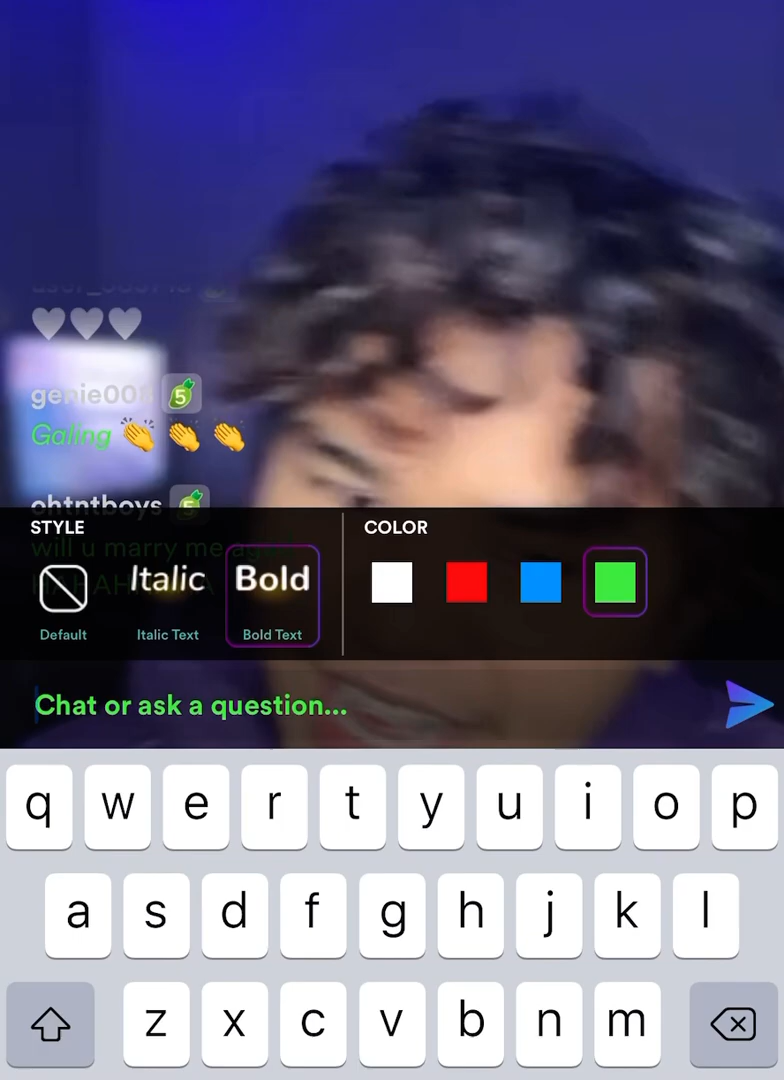 genie008 5
Galing 👏 👏 👏
ohtntboys 5
will u marry me
STYLE
COLOR
Italic
Bold
Default
Italic Text
Bold Text
Chat or ask a question...
q w e r t y u i o p
a s d f g h j k l
z x c v b n m